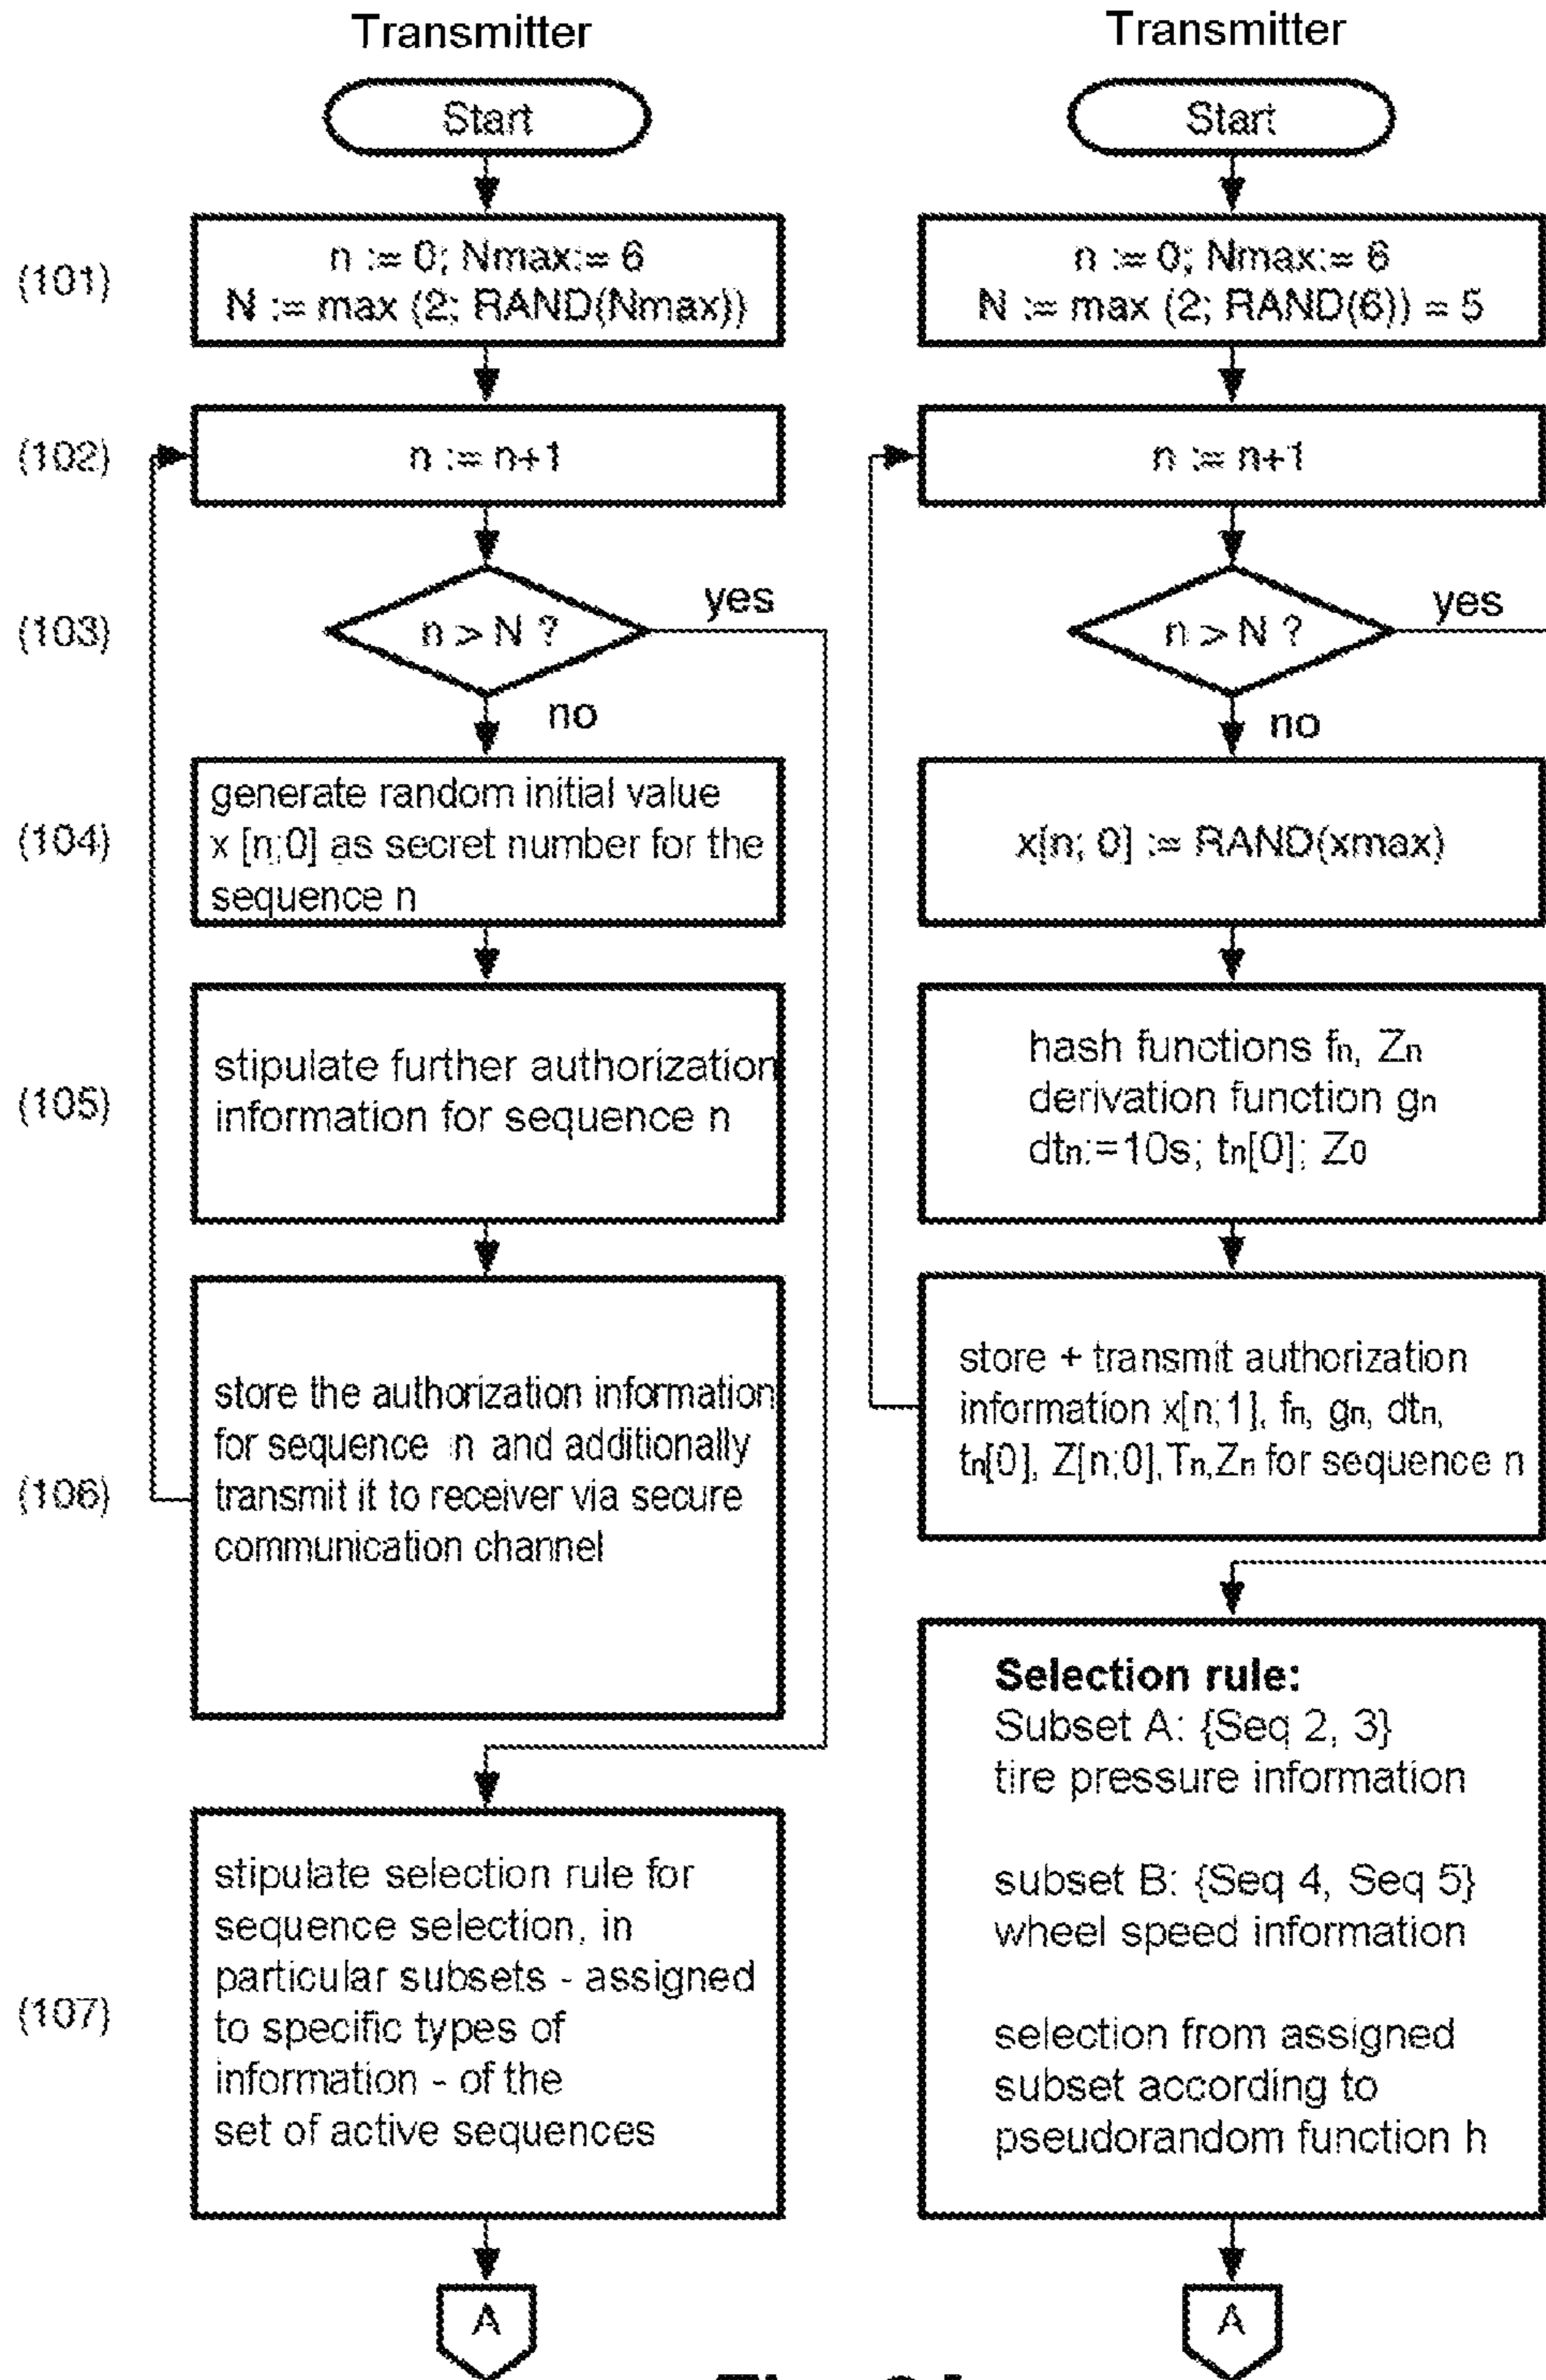 Transmitter
Start
(101)
n := 0; Nmax:= 6
N := max (2; RAND(Nmax))
(102)
n := n+1
(103)
n > N ?
yes
no
(104)
generate random initial value
x [n;0] as secret number for the
sequence n
(105)
stipulate further authorization
information for sequence n
(106)
store the authorization information
for sequence n and additionally
transmit it to receiver via secure
communication channel
(107)
stipulate selection rule for
sequence selection, in
particular subsets - assigned
to specific types of
information - of the
set of active sequences
A
Transmitter
Start
n := 0; Nmax:= 6
N := max (2; RAND(6)) = 5
n := n+1
n > N ?
yes
no
x[n; 0] := RAND(xmax)
hash functions fn, Zn
derivation function gn
dtn:=10s; tn[0]; Z0
store + transmit authorization
information x[n;1], fn, gn, dtn,
tn[0], Z[n;0],Tn,Zn for sequence n
Selection rule:
Subset A: {Seq 2, 3}
tire pressure information
subset B: {Seq 4, Seq 5}
wheel speed information
selection from assigned
subset according to
pseudorandom function h
A